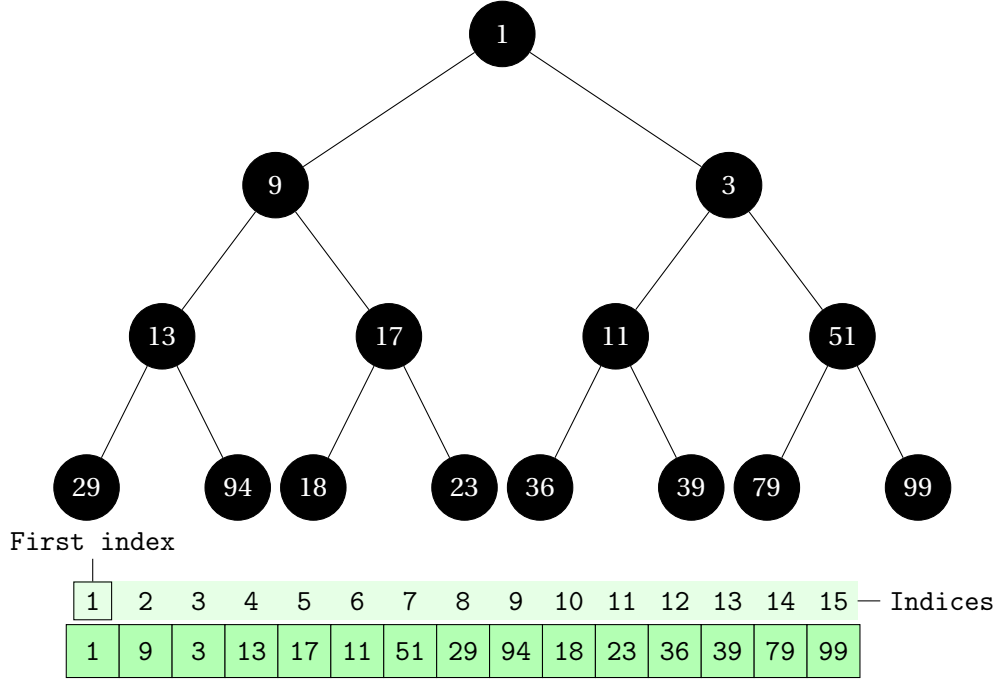 1
9 3
13 17 11 51
29 94 18 23 36 39 79 99
First index
1 2 3 4 5 6 7 8 9 10 11 12 13 14 15 Indices
1 9 3 13 17 11 51 29 94 18 23 36 39 79 99